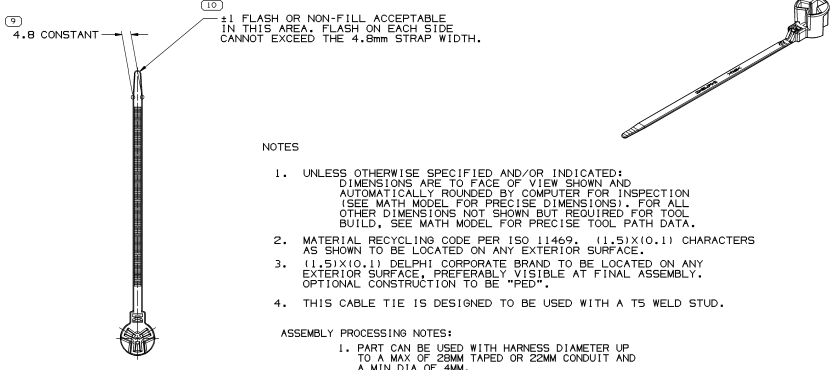 9
4.8 CONSTANT
10
±1 FLASH OR NON-FILL ACCEPTABLE
IN THIS AREA. FLASH ON EACH SIDE
CANNOT EXCEED THE 4.8mm STRAP WIDTH.
NOTES
1. UNLESS OTHERWISE SPECIFIED AND/OR INDICATED:
DIMENSIONS ARE TO FACE OF VIEW SHOWN AND
AUTOMATICALLY ROUNDED BY COMPUTER FOR INSPECTION
(SEE MATH MODEL FOR PRECISE DIMENSIONS). FOR ALL
OTHER DIMENSIONS NOT SHOWN BUT REQUIRED FOR TOOL
BUILD, SEE MATH MODEL FOR PRECISE TOOL PATH DATA.
2. MATERIAL RECYCLING CODE PER ISO 11469. (1.5)X(0.1) CHARACTERS
AS SHOWN TO BE LOCATED ON ANY EXTERIOR SURFACE.
3. (1.5)X(0.1) DELPHI CORPORATE BRAND TO BE LOCATED ON ANY
EXTERIOR SURFACE, PREFERABLY VISIBLE AT FINAL ASSEMBLY.
OPTIONAL CONSTRUCTION TO BE "PED".
4. THIS CABLE TIE IS DESIGNED TO BE USED WITH A T5 WELD STUD.
ASSEMBLY PROCESSING NOTES:
1. PART CAN BE USED WITH HARNESS DIAMETER UP
TO A MAX OF 28MM TAPED OR 22MM CONDUIT AND
A MIN DIA OF 4MM.